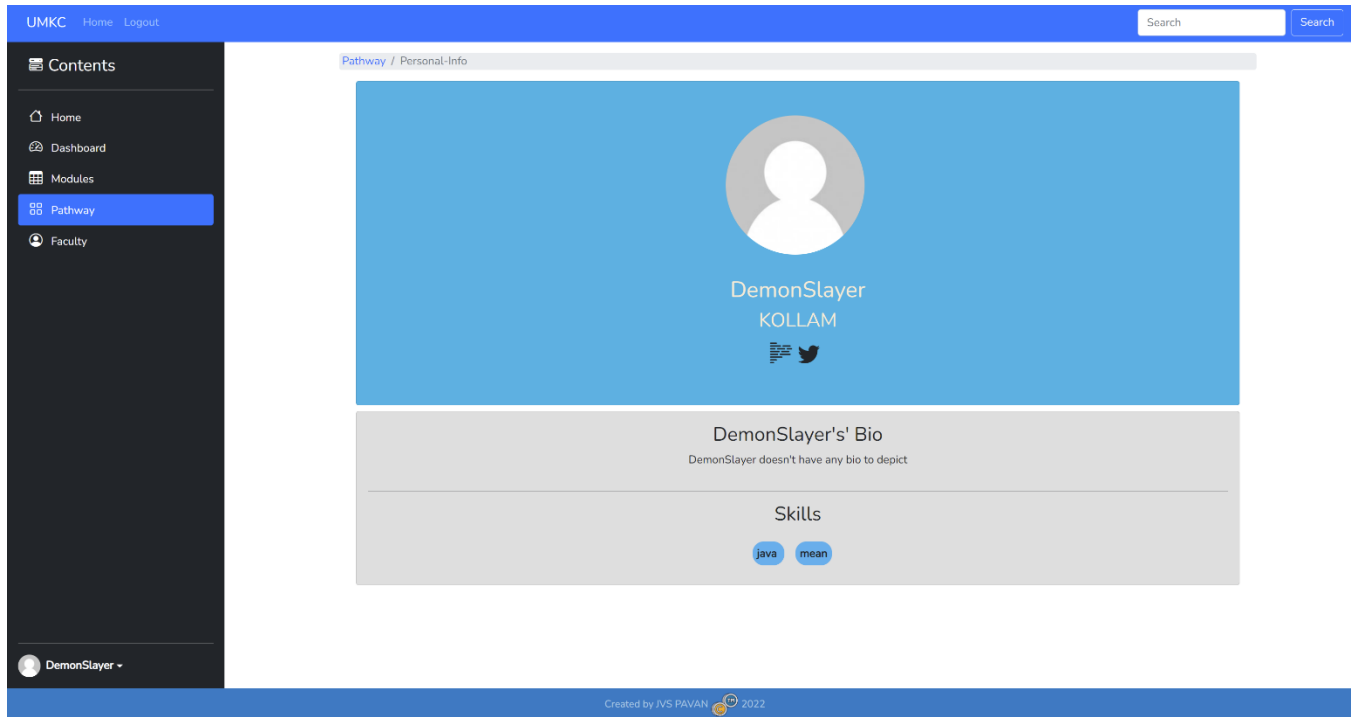 UMKC Home Logout Search Search
Contents
Home
Dashboard
Modules
Pathway
Faculty
DemonSlayer
Pathway / Personal-Info
DemonSlayer
KOLLAM
DemonSlayer's' Bio
DemonSlayer doesn't have any bio to depict
Skills
java mean
Created by JVS PAVAN 2022